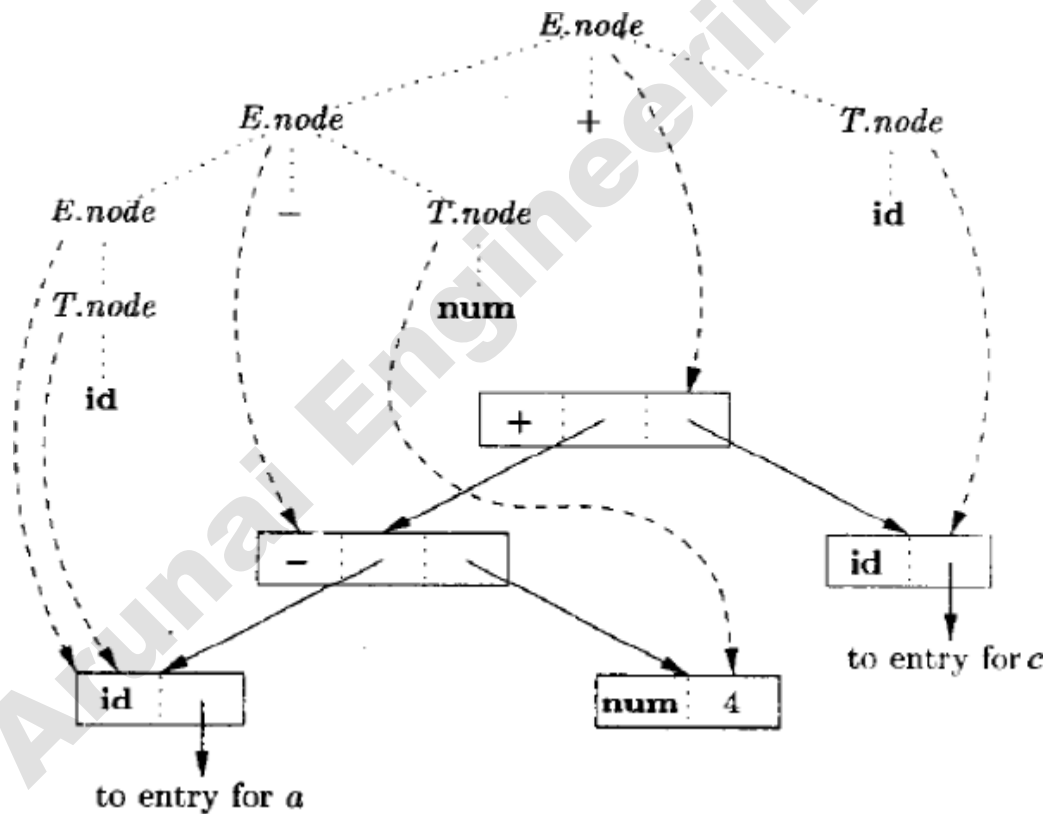 E.node
E.node + T.node
E.node − T.node id
T.node num
id
+
− id
to entry for c
id num 4
to entry for a
Arunai Engineerin